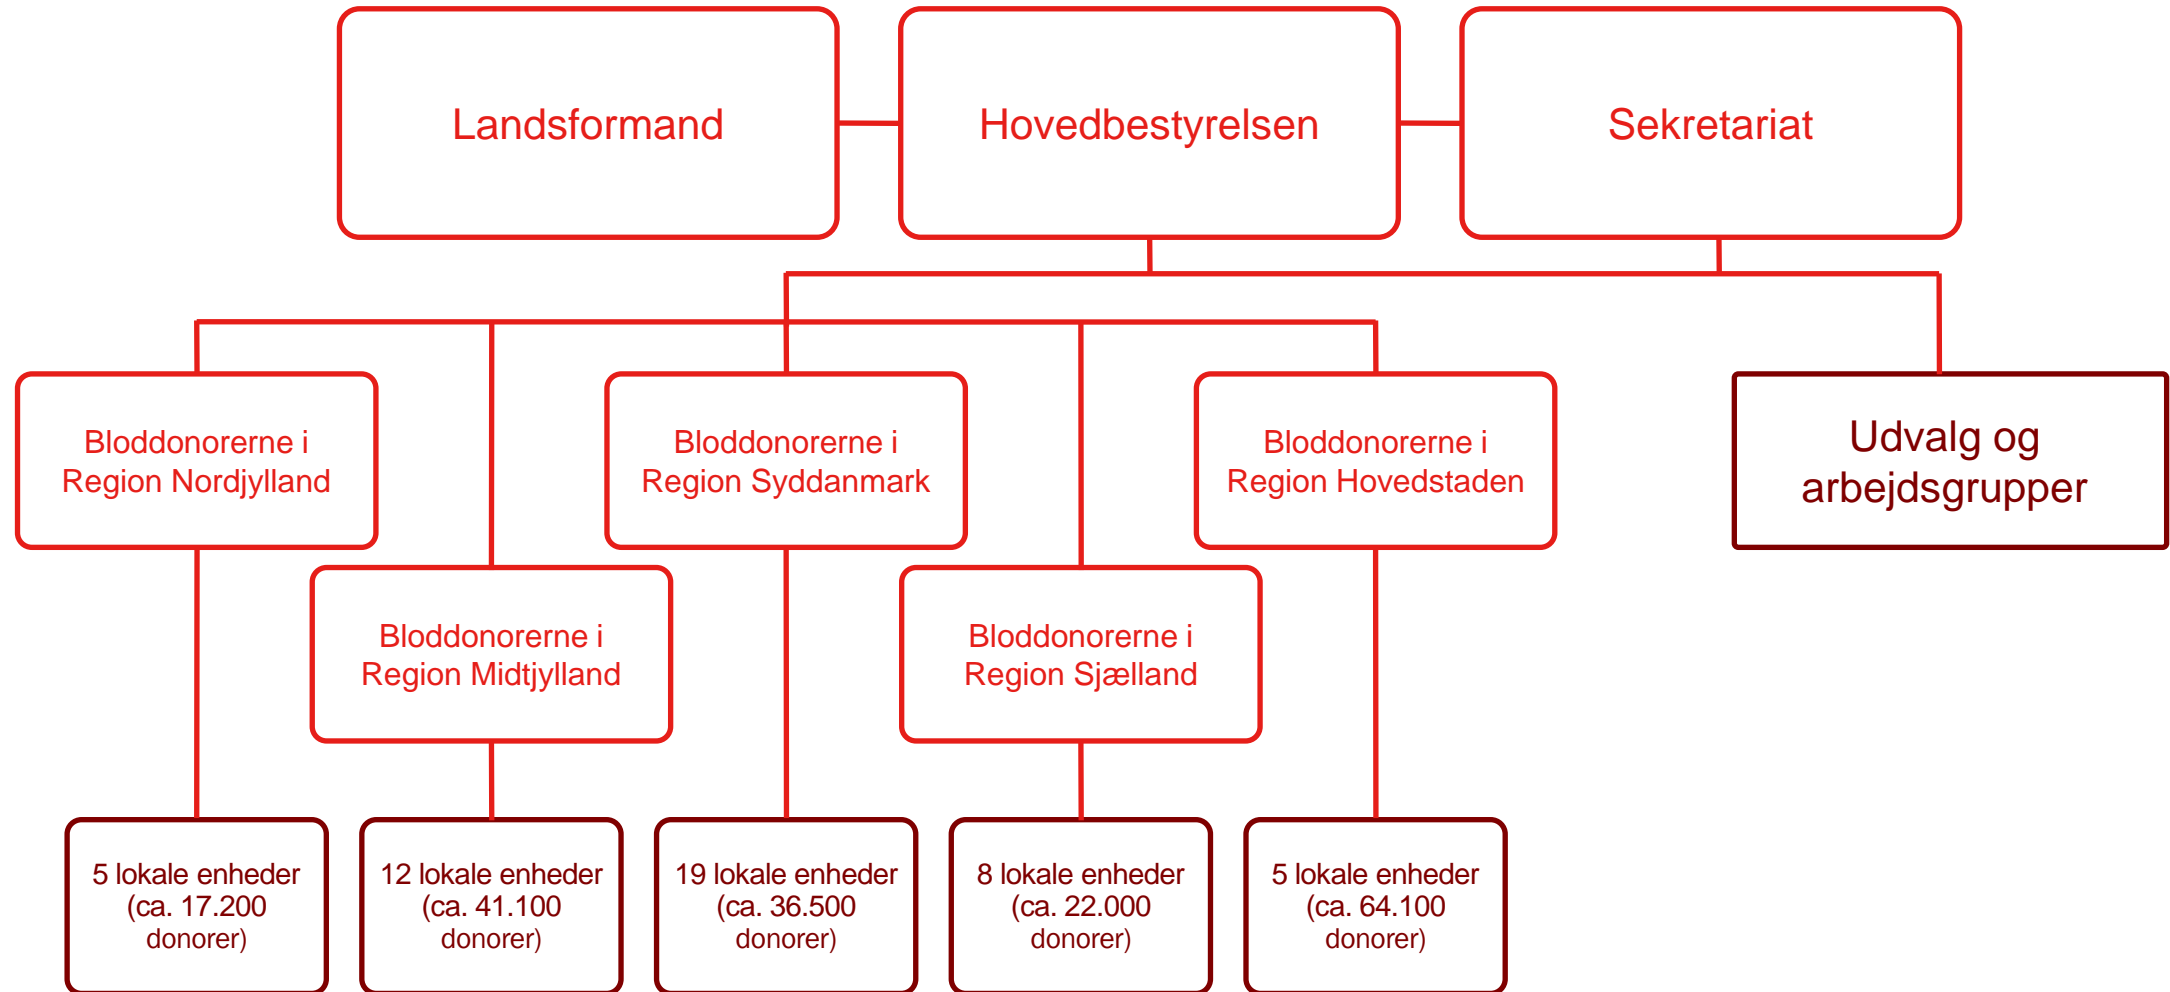 Landsformand
Hovedbestyrelsen
Sekretariat
Bloddonorerne i
Region Nordjylland
Bloddonorerne i
Region Syddanmark
Bloddonorerne i
Region Hovedstaden
Udvalg og
arbejdsgrupper
Bloddonorerne i
Region Midtjylland
Bloddonorerne i
Region Sjælland
5 lokale enheder
(ca. 17.200
donorer)
12 lokale enheder
(ca. 41.100
donorer)
19 lokale enheder
(ca. 36.500
donorer)
8 lokale enheder
(ca. 22.000
donorer)
5 lokale enheder
(ca. 64.100
donorer)